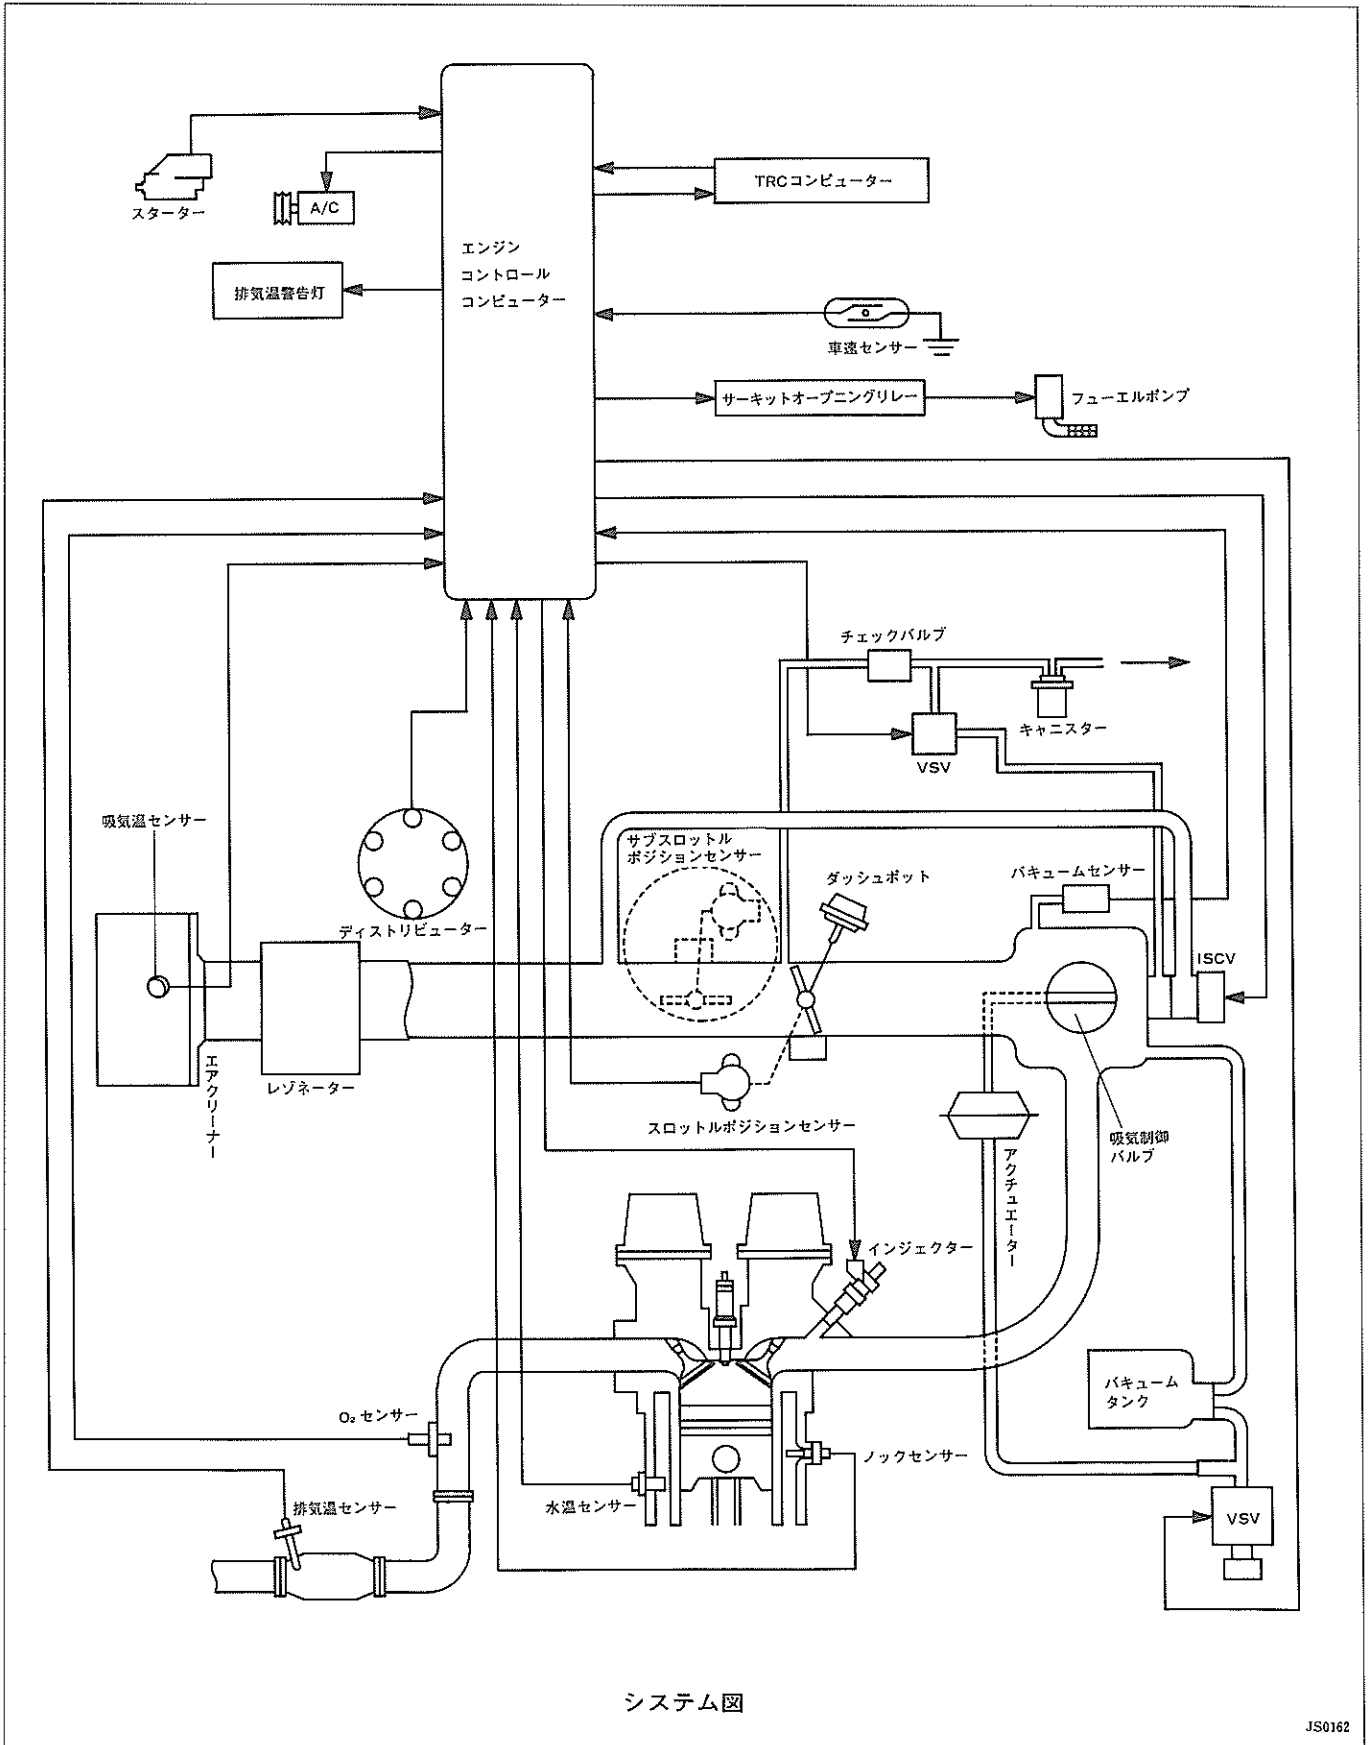 スターター
A/C
TRCコンピューター
エンジン
コントロール
コンピューター
排気温警告灯
車速センサー
サーキットオープニングリレー
フューエルポンプ
チェックバルブ
キャニスター
VSV
吸気温センサー
サブスロットル
ポジションセンサー
ダッシュポット
バキュームセンサー
ディストリビューター
ISCV
エアクリーナー
レゾネーター
スロットルポジションセンサー
吸気制御
バルブ
アクチュエーター
インジェクター
バキューム
タンク
O₂センサー
ノックセンサー
排気温センサー
水温センサー
VSV
システム図
JS0162